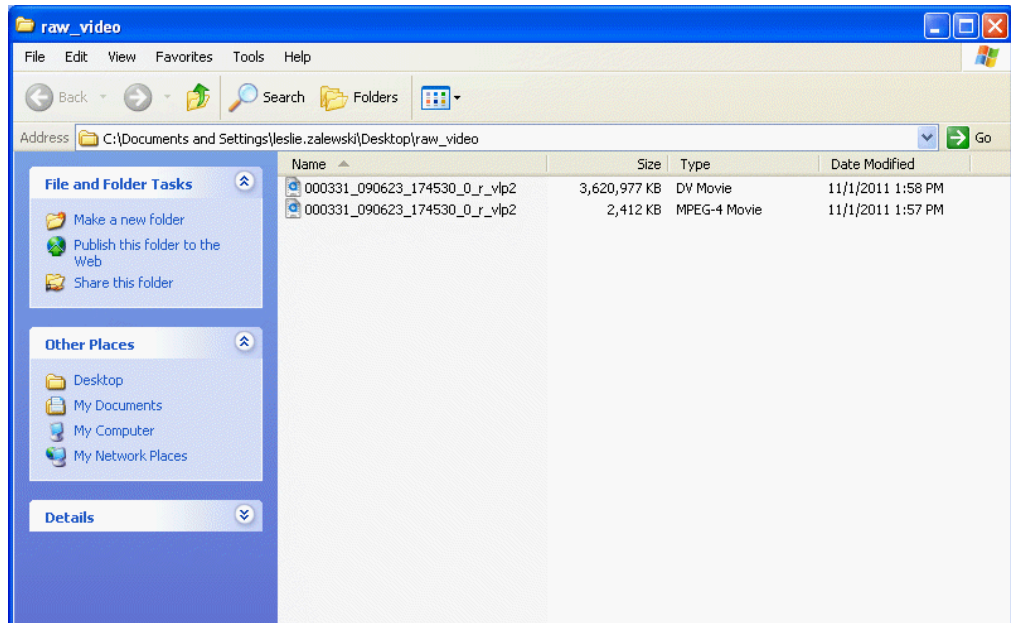 raw_video
File Edit View Favorites Tools Help
Back Search Folders
Address C:\Documents and Settings\leslie.zalewski\Desktop\raw_video Go
File and Folder Tasks
Make a new folder
Publish this folder to the
Web
Share this folder
Other Places
Desktop
My Documents
My Computer
My Network Places
Details
Name Size Type Date Modified
000331_090623_174530_0_r_vlp2 3,620,977 KB DV Movie 11/1/2011 1:58 PM
000331_090623_174530_0_r_vlp2 2,412 KB MPEG-4 Movie 11/1/2011 1:57 PM